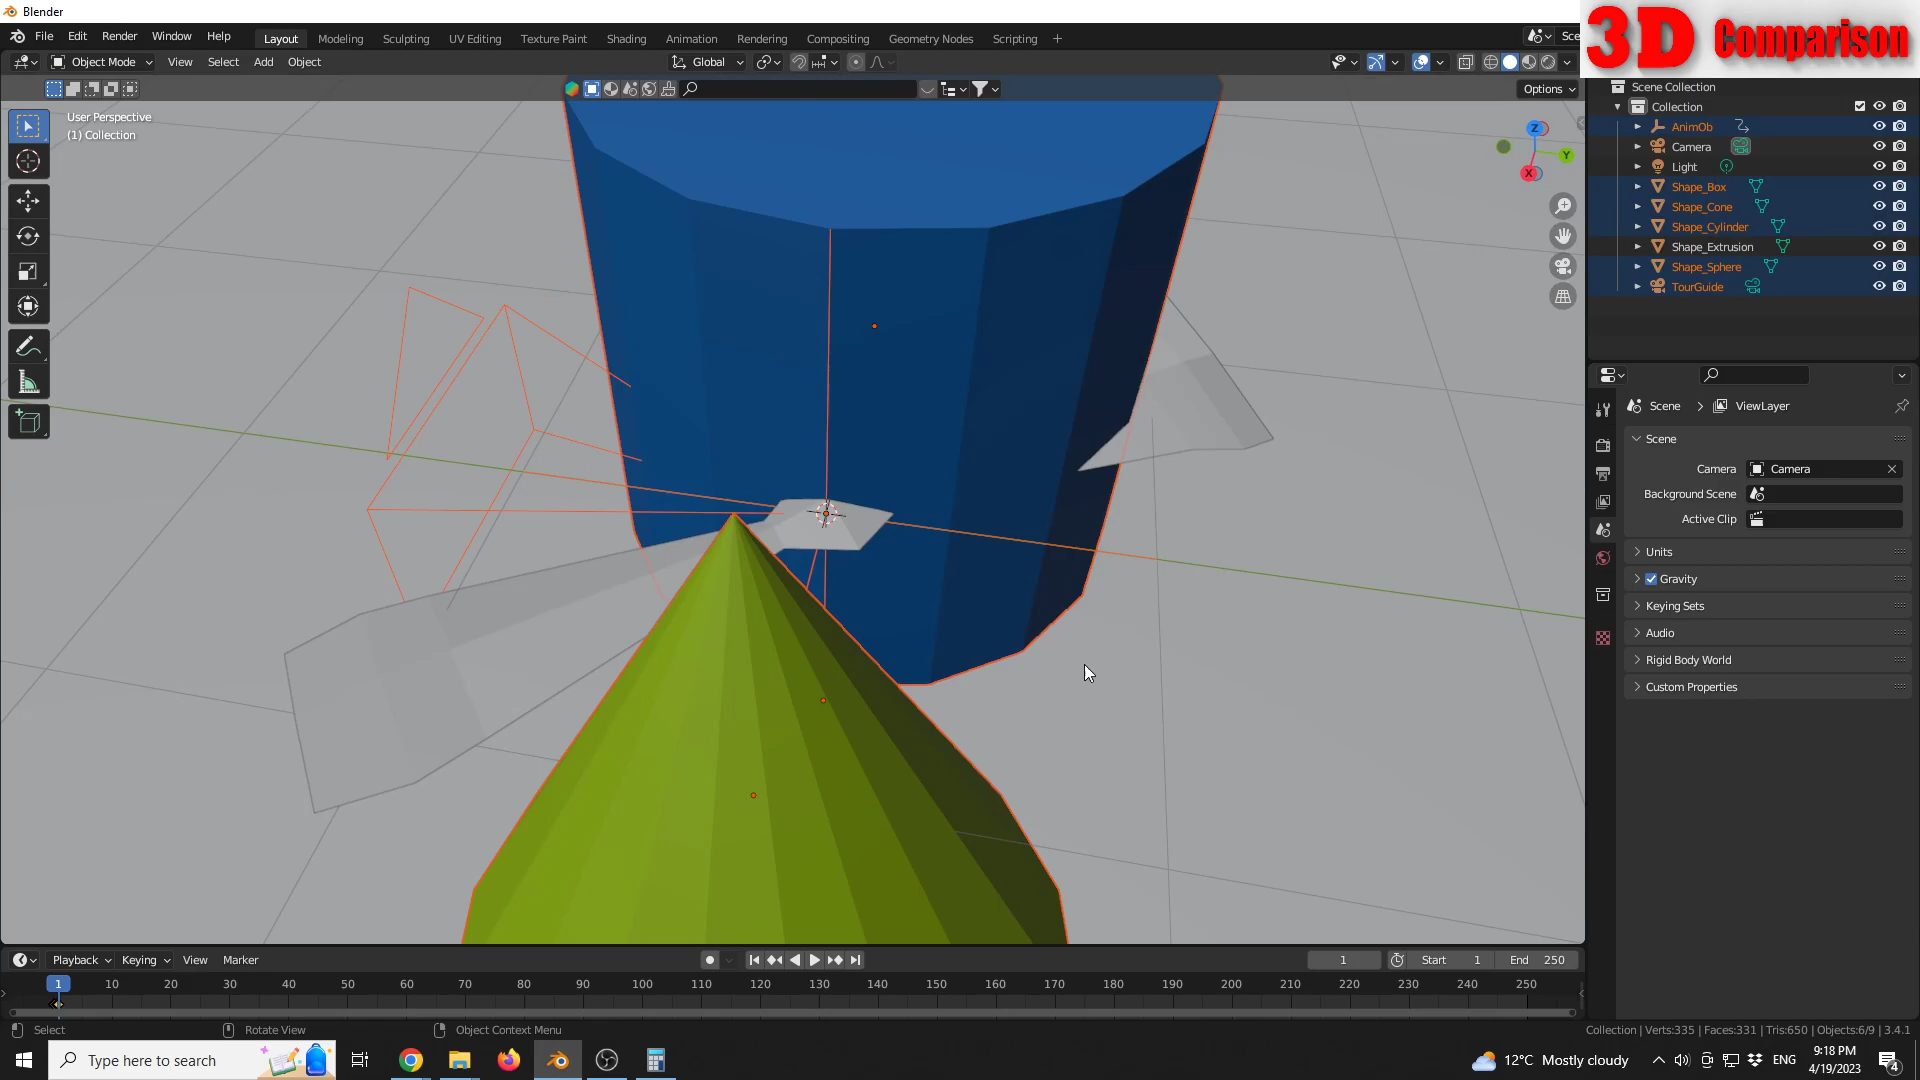 Blender
3D Comparison
File Edit Render Window Help
Layout Modeling Sculpting UV Editing Texture Paint Shading Animation Rendering Compositing Geometry Nodes Scripting +
Sce
Object Mode View Select Add Object
Global
Options
User Perspective
(1) Collection
Z
Y
X
Scene Collection
Collection
AnimOb
Camera
Light
Shape_Box
Shape_Cone
Shape_Cylinder
Shape_Extrusion
Shape_Sphere
TourGuide
Scene > ViewLayer
Scene
Camera Camera
Background Scene
Active Clip
Units
Gravity
Keying Sets
Audio
Rigid Body World
Custom Properties
Playback Keying View Marker
1 Start 1 End 250
1 10 20 30 40 50 60 70 80 90 100 110 120 130 140 150 160 170 180 190 200 210 220 230 240 250
Select Rotate View Object Context Menu
Collection | Verts:335 | Faces:331 | Tris:650 | Objects:6/9 | 3.4.1
Type here to search
12°C Mostly cloudy
ENG
9:18 PM
4/19/2023
4